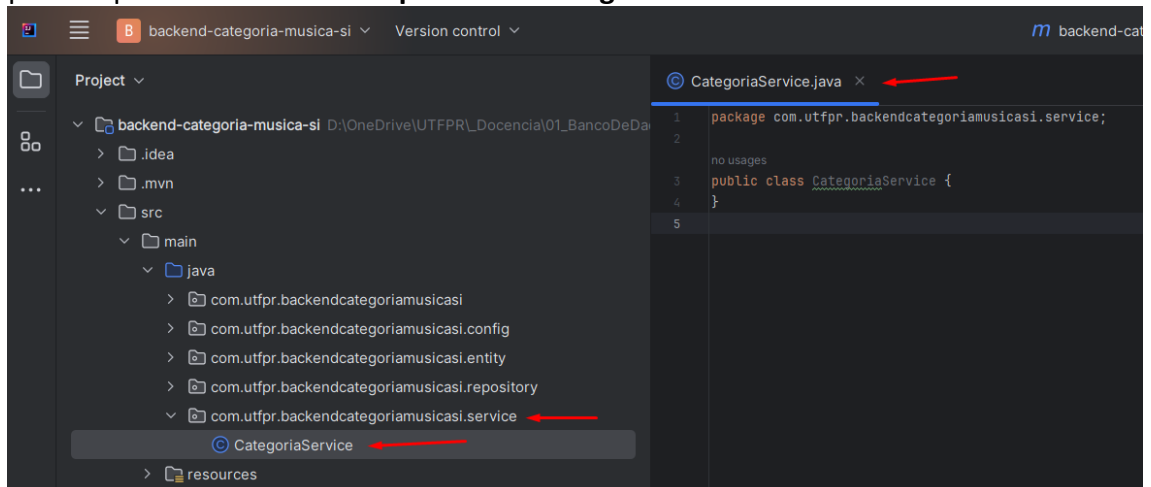 B backend-categoria-musica-si Version control m backend-cat
Project
CategoriaService.java
backend-categoria-musica-si D:\OneDrive\UTFPR\_Docencia\01_BancoDeDa
.idea
.mvn
src
main
java
com.utfpr.backendcategoriamusicasi
com.utfpr.backendcategoriamusicasi.config
com.utfpr.backendcategoriamusicasi.entity
com.utfpr.backendcategoriamusicasi.repository
com.utfpr.backendcategoriamusicasi.service
CategoriaService
resources
1 package com.utfpr.backendcategoriamusicasi.service;
2
no usages
3 public class CategoriaService {
4 }
5